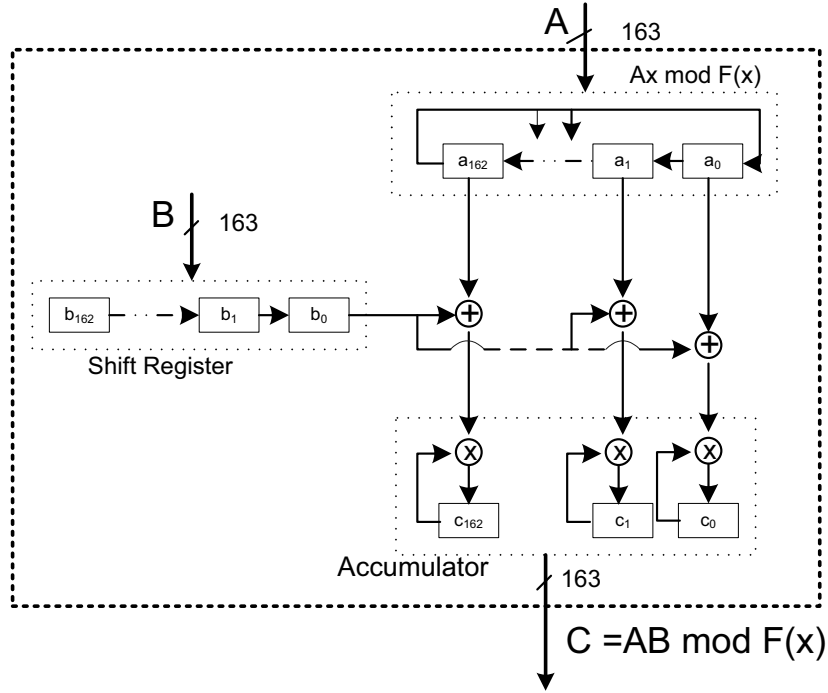 A
163
Ax mod F(x)
a₁₆₂ a₁ a₀
B
163
b₁₆₂ b₁ b₀
+ + +
Shift Register
x x x
c₁₆₂ c₁ c₀
Accumulator
163
C =AB mod F(x)